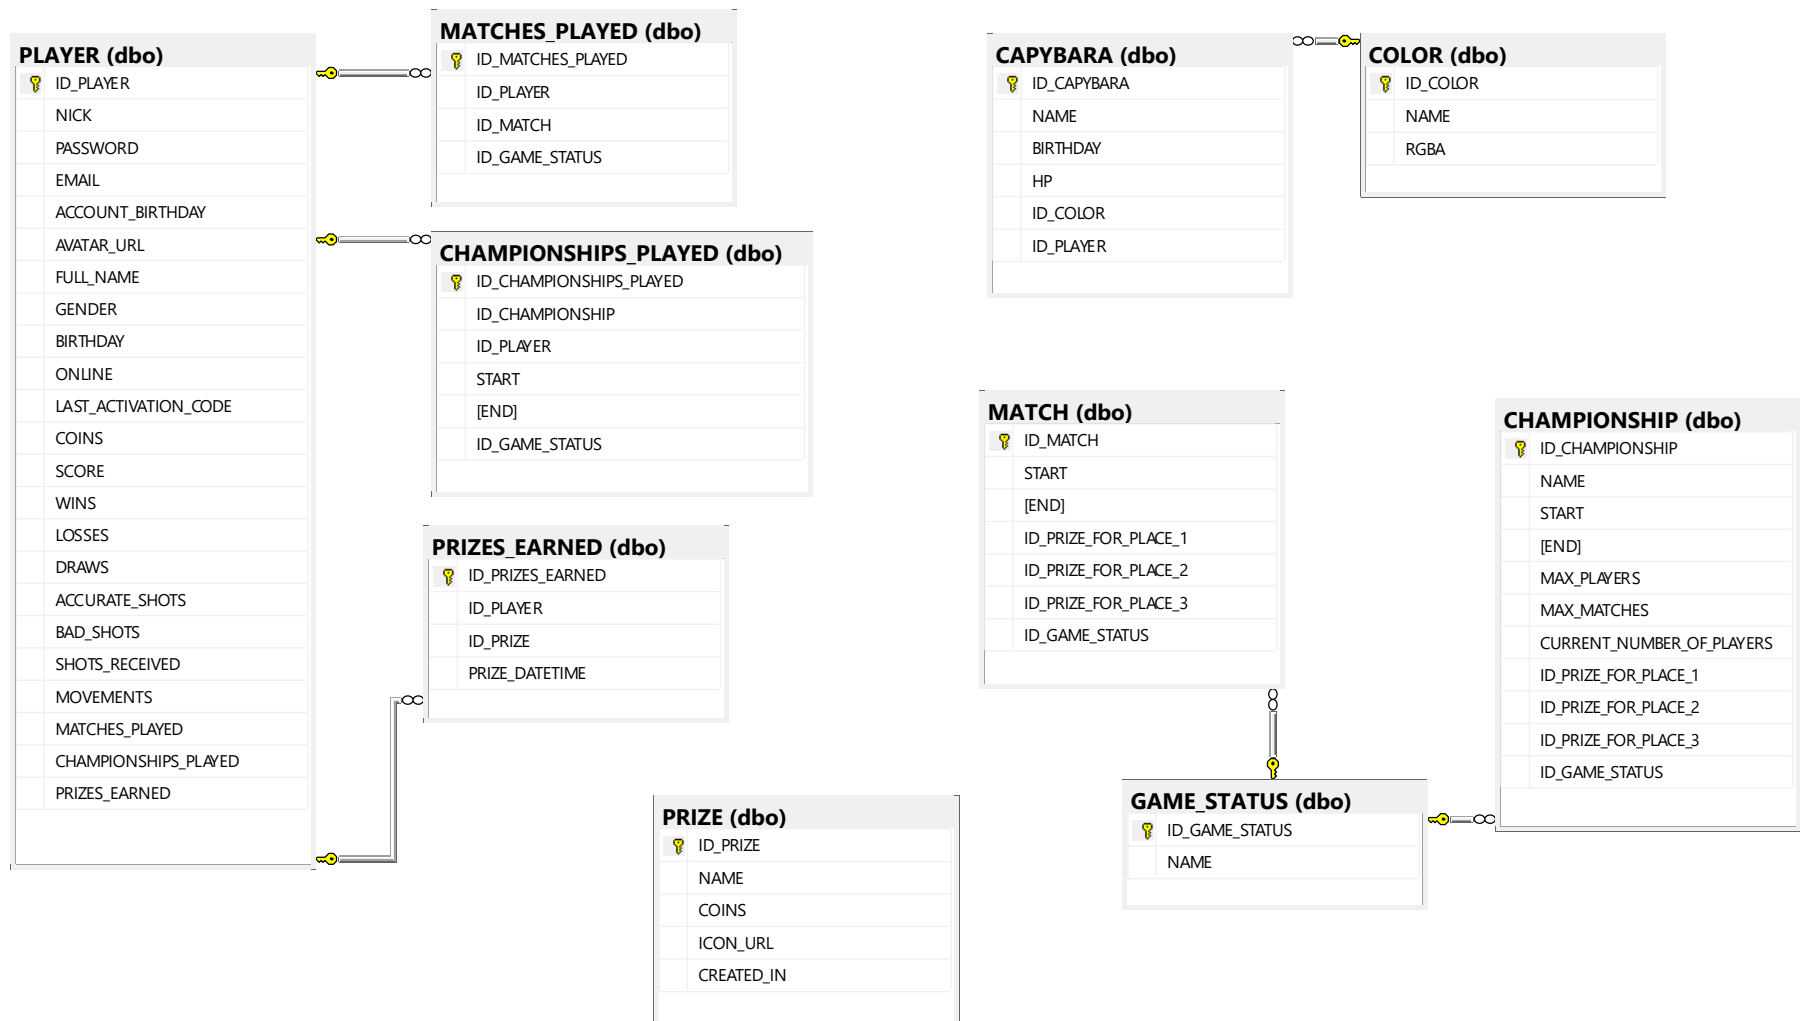 PLAYER (dbo)
ID_PLAYER
NICK
PASSWORD
EMAIL
ACCOUNT_BIRTHDAY
AVATAR_URL
FULL_NAME
GENDER
BIRTHDAY
ONLINE
LAST_ACTIVATION_CODE
COINS
SCORE
WINS
LOSSES
DRAWS
ACCURATE_SHOTS
BAD_SHOTS
SHOTS_RECEIVED
MOVEMENTS
MATCHES_PLAYED
CHAMPIONSHIPS_PLAYED
PRIZES_EARNED
MATCHES_PLAYED (dbo)
ID_MATCHES_PLAYED
ID_PLAYER
ID_MATCH
ID_GAME_STATUS
CHAMPIONSHIPS_PLAYED (dbo)
ID_CHAMPIONSHIPS_PLAYED
ID_CHAMPIONSHIP
ID_PLAYER
START
[END]
ID_GAME_STATUS
PRIZES_EARNED (dbo)
ID_PRIZES_EARNED
ID_PLAYER
ID_PRIZE
PRIZE_DATETIME
PRIZE (dbo)
ID_PRIZE
NAME
COINS
ICON_URL
CREATED_IN
CAPYBARA (dbo)
ID_CAPYBARA
NAME
BIRTHDAY
HP
ID_COLOR
ID_PLAYER
COLOR (dbo)
ID_COLOR
NAME
RGBA
MATCH (dbo)
ID_MATCH
START
[END]
ID_PRIZE_FOR_PLACE_1
ID_PRIZE_FOR_PLACE_2
ID_PRIZE_FOR_PLACE_3
ID_GAME_STATUS
GAME_STATUS (dbo)
ID_GAME_STATUS
NAME
CHAMPIONSHIP (dbo)
ID_CHAMPIONSHIP
NAME
START
[END]
MAX_PLAYERS
MAX_MATCHES
CURRENT_NUMBER_OF_PLAYERS
ID_PRIZE_FOR_PLACE_1
ID_PRIZE_FOR_PLACE_2
ID_PRIZE_FOR_PLACE_3
ID_GAME_STATUS